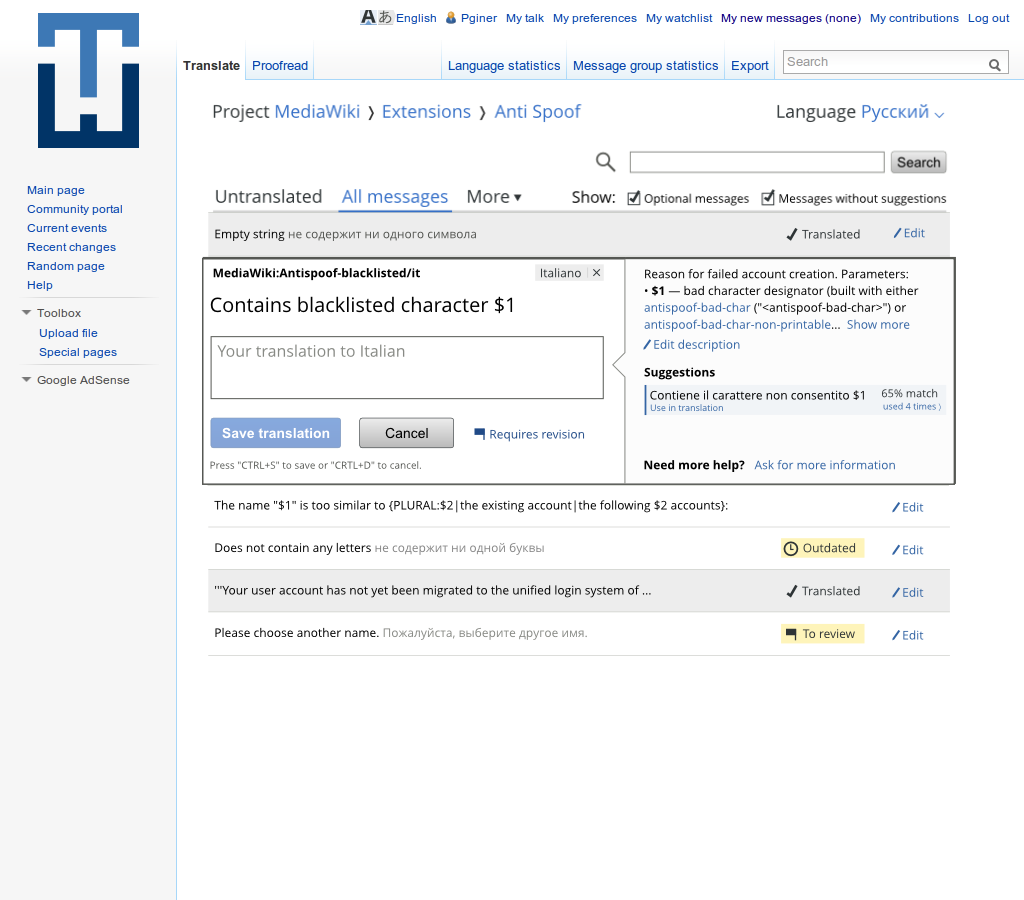 English Pginer My talk My preferences My watchlist My new messages (none) My contributions Log out
Translate Proofread Language statistics Message group statistics Export Search
Project MediaWiki ❯ Extensions ❯ Anti Spoof Language Русский
Search
Main page
Community portal
Current events
Recent changes
Random page
Help
Toolbox
Upload file
Special pages
Google AdSense
Untranslated All messages More ▾ Show: Optional messages Messages without suggestions
Empty string не содержит ни одного символа Translated Edit
MediaWiki:Antispoof-blacklisted/it Italiano ×
Contains blacklisted character $1
Your translation to Italian
Save translation Cancel Requires revision
Press "CTRL+S" to save or "CRTL+D" to cancel.
Reason for failed account creation. Parameters:
• $1 — bad character designator (built with either
antispoof-bad-char ("<antispoof-bad-char>") or
antispoof-bad-char-non-printable... Show more
Edit description
Suggestions
Contiene il carattere non consentito $1 65% match
Use in translation used 4 times ⟩
Need more help? Ask for more information
The name "$1" is too similar to {PLURAL:$2|the existing account|the following $2 accounts}: Edit
Does not contain any letters не содержит ни одной буквы Outdated Edit
'''Your user account has not yet been migrated to the unified login system of ... Translated Edit
Please choose another name. Пожалуйста, выберите другое имя. To review Edit